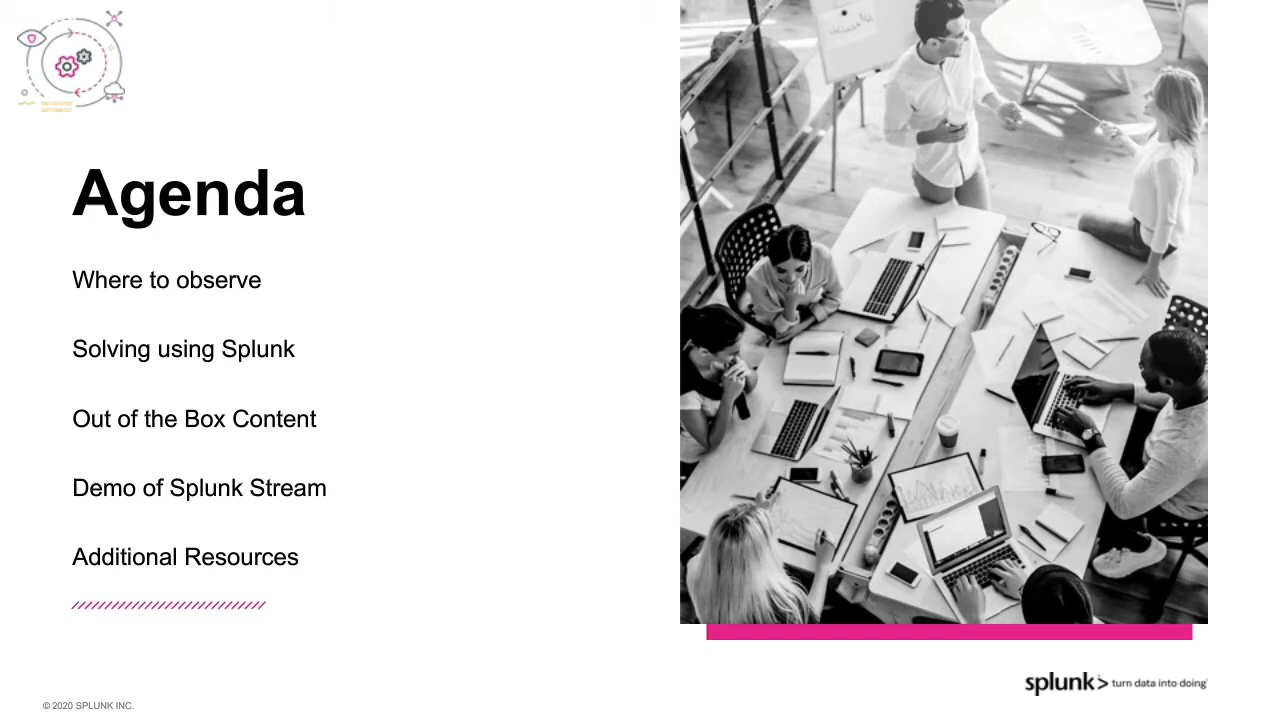 Agenda
Where to observe
Solving using Splunk
Out of the Box Content
Demo of Splunk Stream
Additional Resources
splunk> turn data into doing
© 2020 SPLUNK INC.